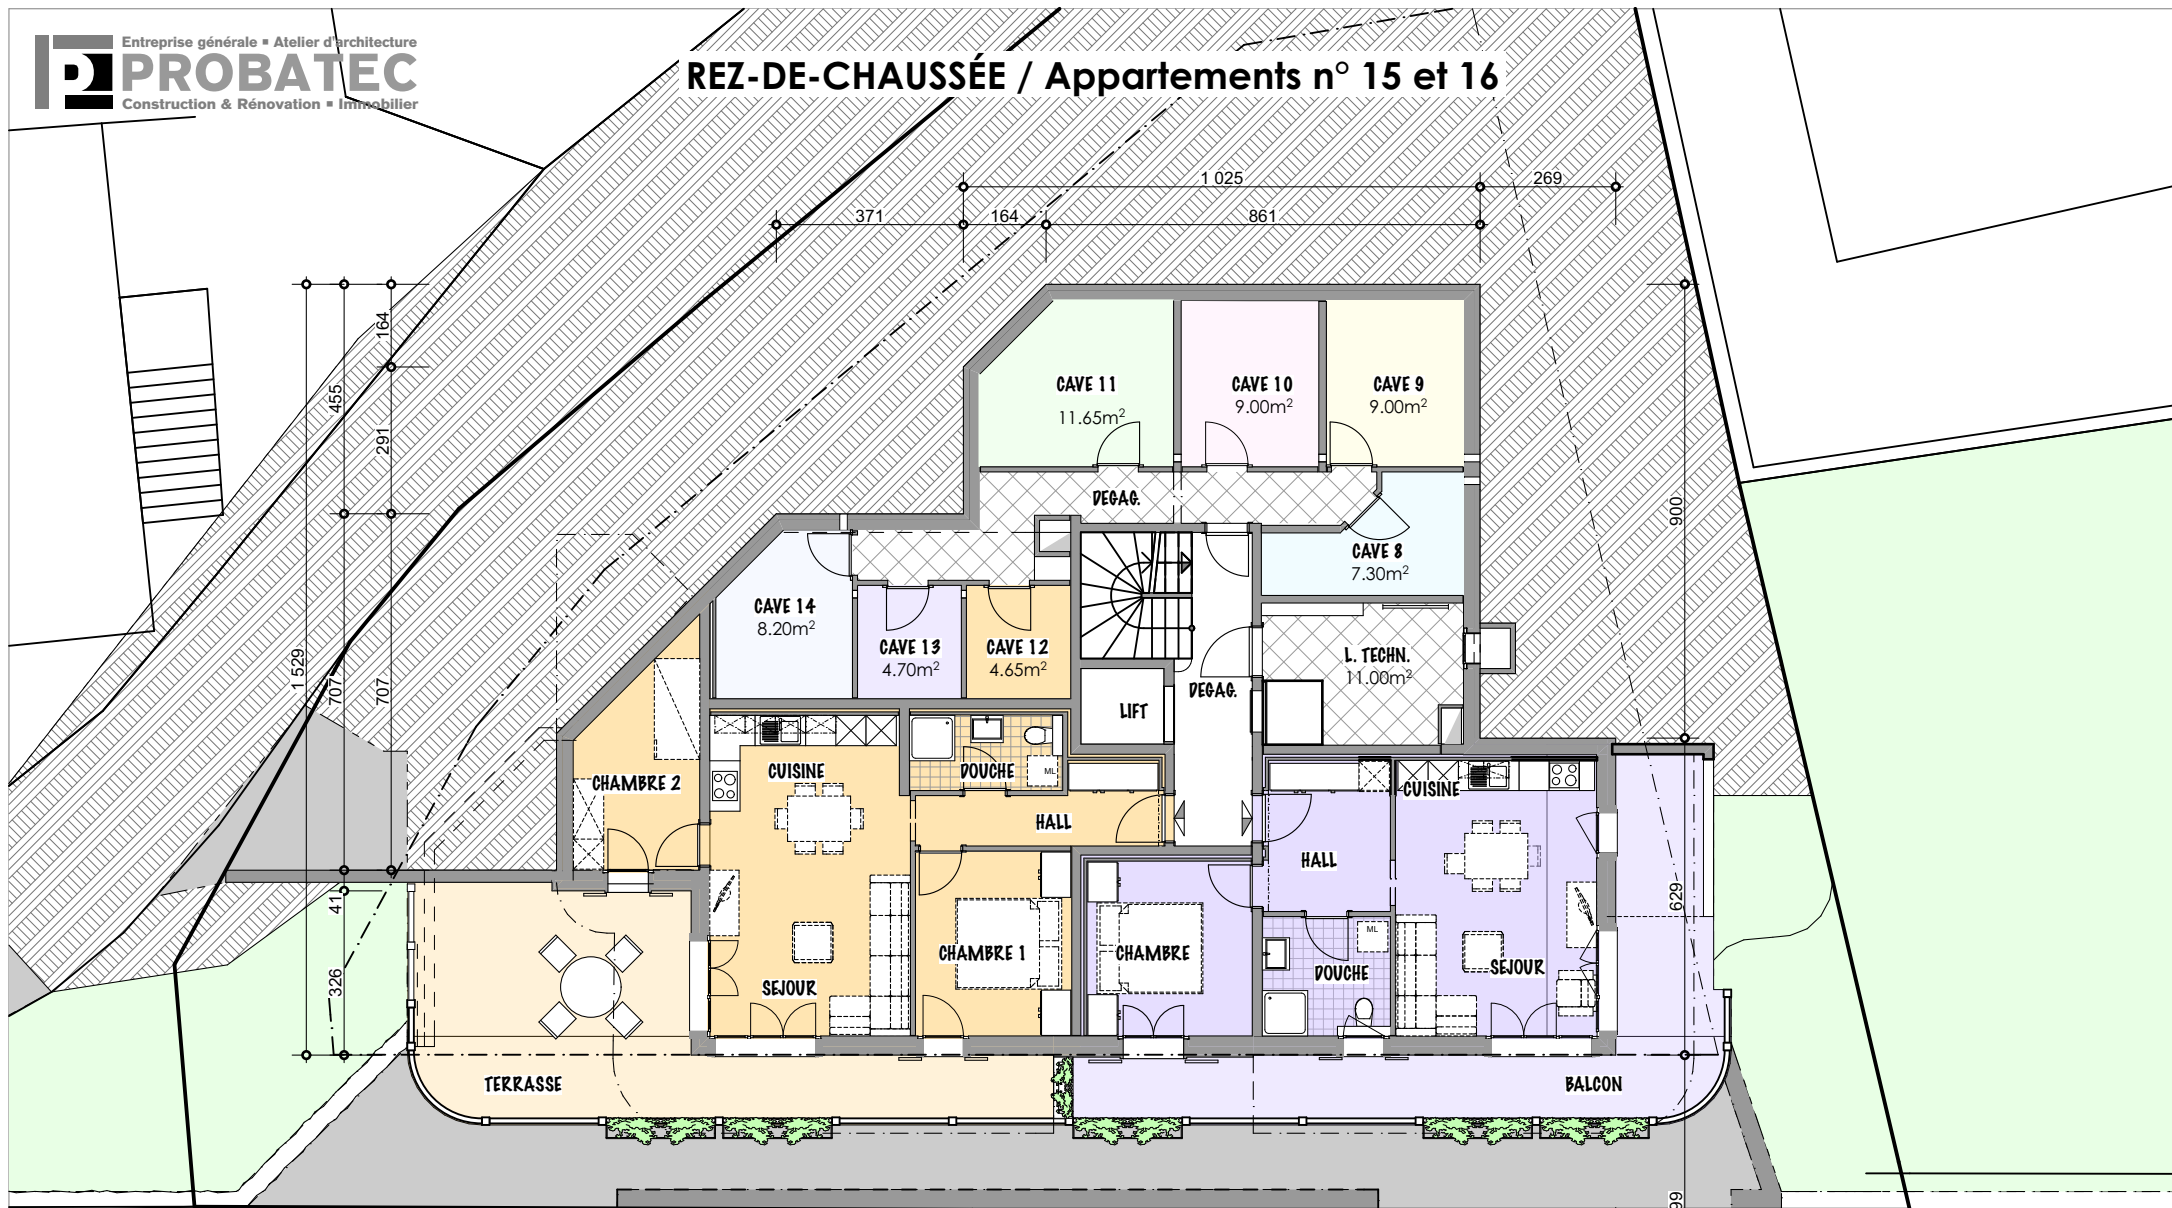 Entreprise générale ▪ Atelier d'architecture
PROBATEC
Construction & Rénovation ▪ Immobilier
REZ-DE-CHAUSSÉE / Appartements n° 15 et 16
1 025
269
371
164
861
164
455
291
1 529
707
707
41
326
900
629
99
CAVE 11
11.65m²
CAVE 10
9.00m²
CAVE 9
9.00m²
DEGAG.
CAVE 8
7.30m²
CAVE 14
8.20m²
CAVE 13
4.70m²
CAVE 12
4.65m²
L. TECHN.
11.00m²
DEGAG.
LIFT
CHAMBRE 2
CUISINE
DOUCHE
ML
HALL
CUISINE
HALL
CHAMBRE 1
CHAMBRE
ML
DOUCHE
SEJOUR
SEJOUR
TERRASSE
BALCON